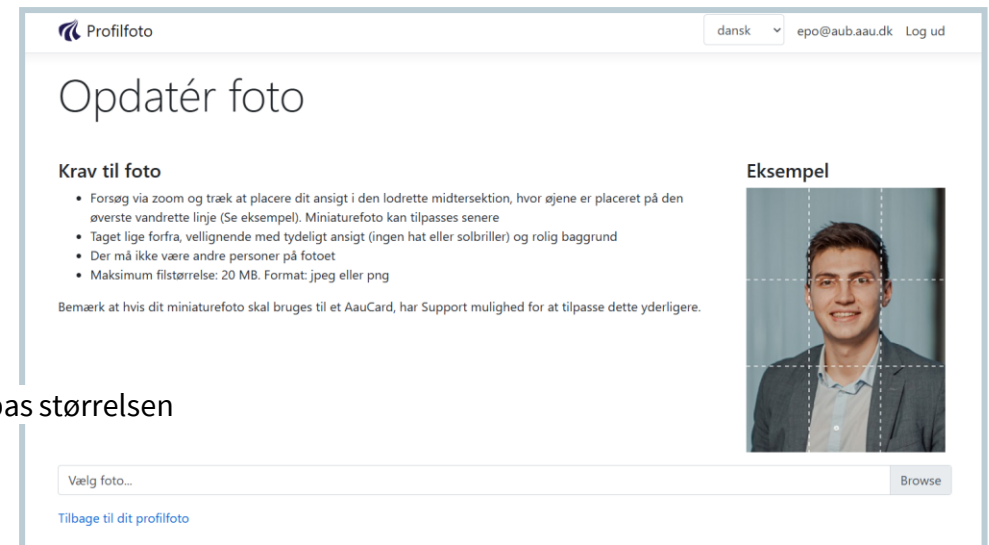 Profilfoto
dansk
epo@aub.aau.dk Log ud
Opdatér foto
Krav til foto
Forsøg via zoom og træk at placere dit ansigt i den lodrette midtersektion, hvor øjene er placeret på den
øverste vandrette linje (Se eksempel). Miniaturefoto kan tilpasses senere
Taget lige forfra, vellignende med tydeligt ansigt (ingen hat eller solbriller) og rolig baggrund
Der må ikke være andre personer på fotoet
Maksimum filstørrelse: 20 MB. Format: jpeg eller png
Bemærk at hvis dit miniaturefoto skal bruges til et AauCard, har Support mulighed for at tilpasse dette yderligere.
Eksempel
størrelsen
Vælg foto...
Browse
Tilbage til dit profilfoto